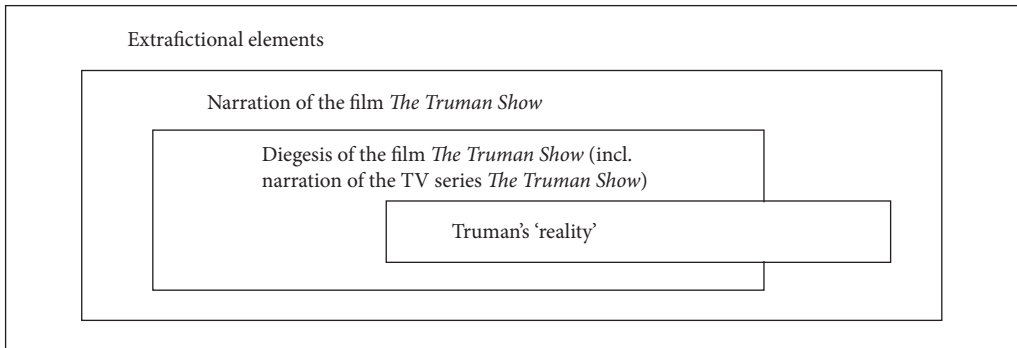 Extrafictional elements
Narration of the film The Truman Show
Diegesis of the film The Truman Show (incl.
narration of the TV series The Truman Show)
Truman’s ‘reality’